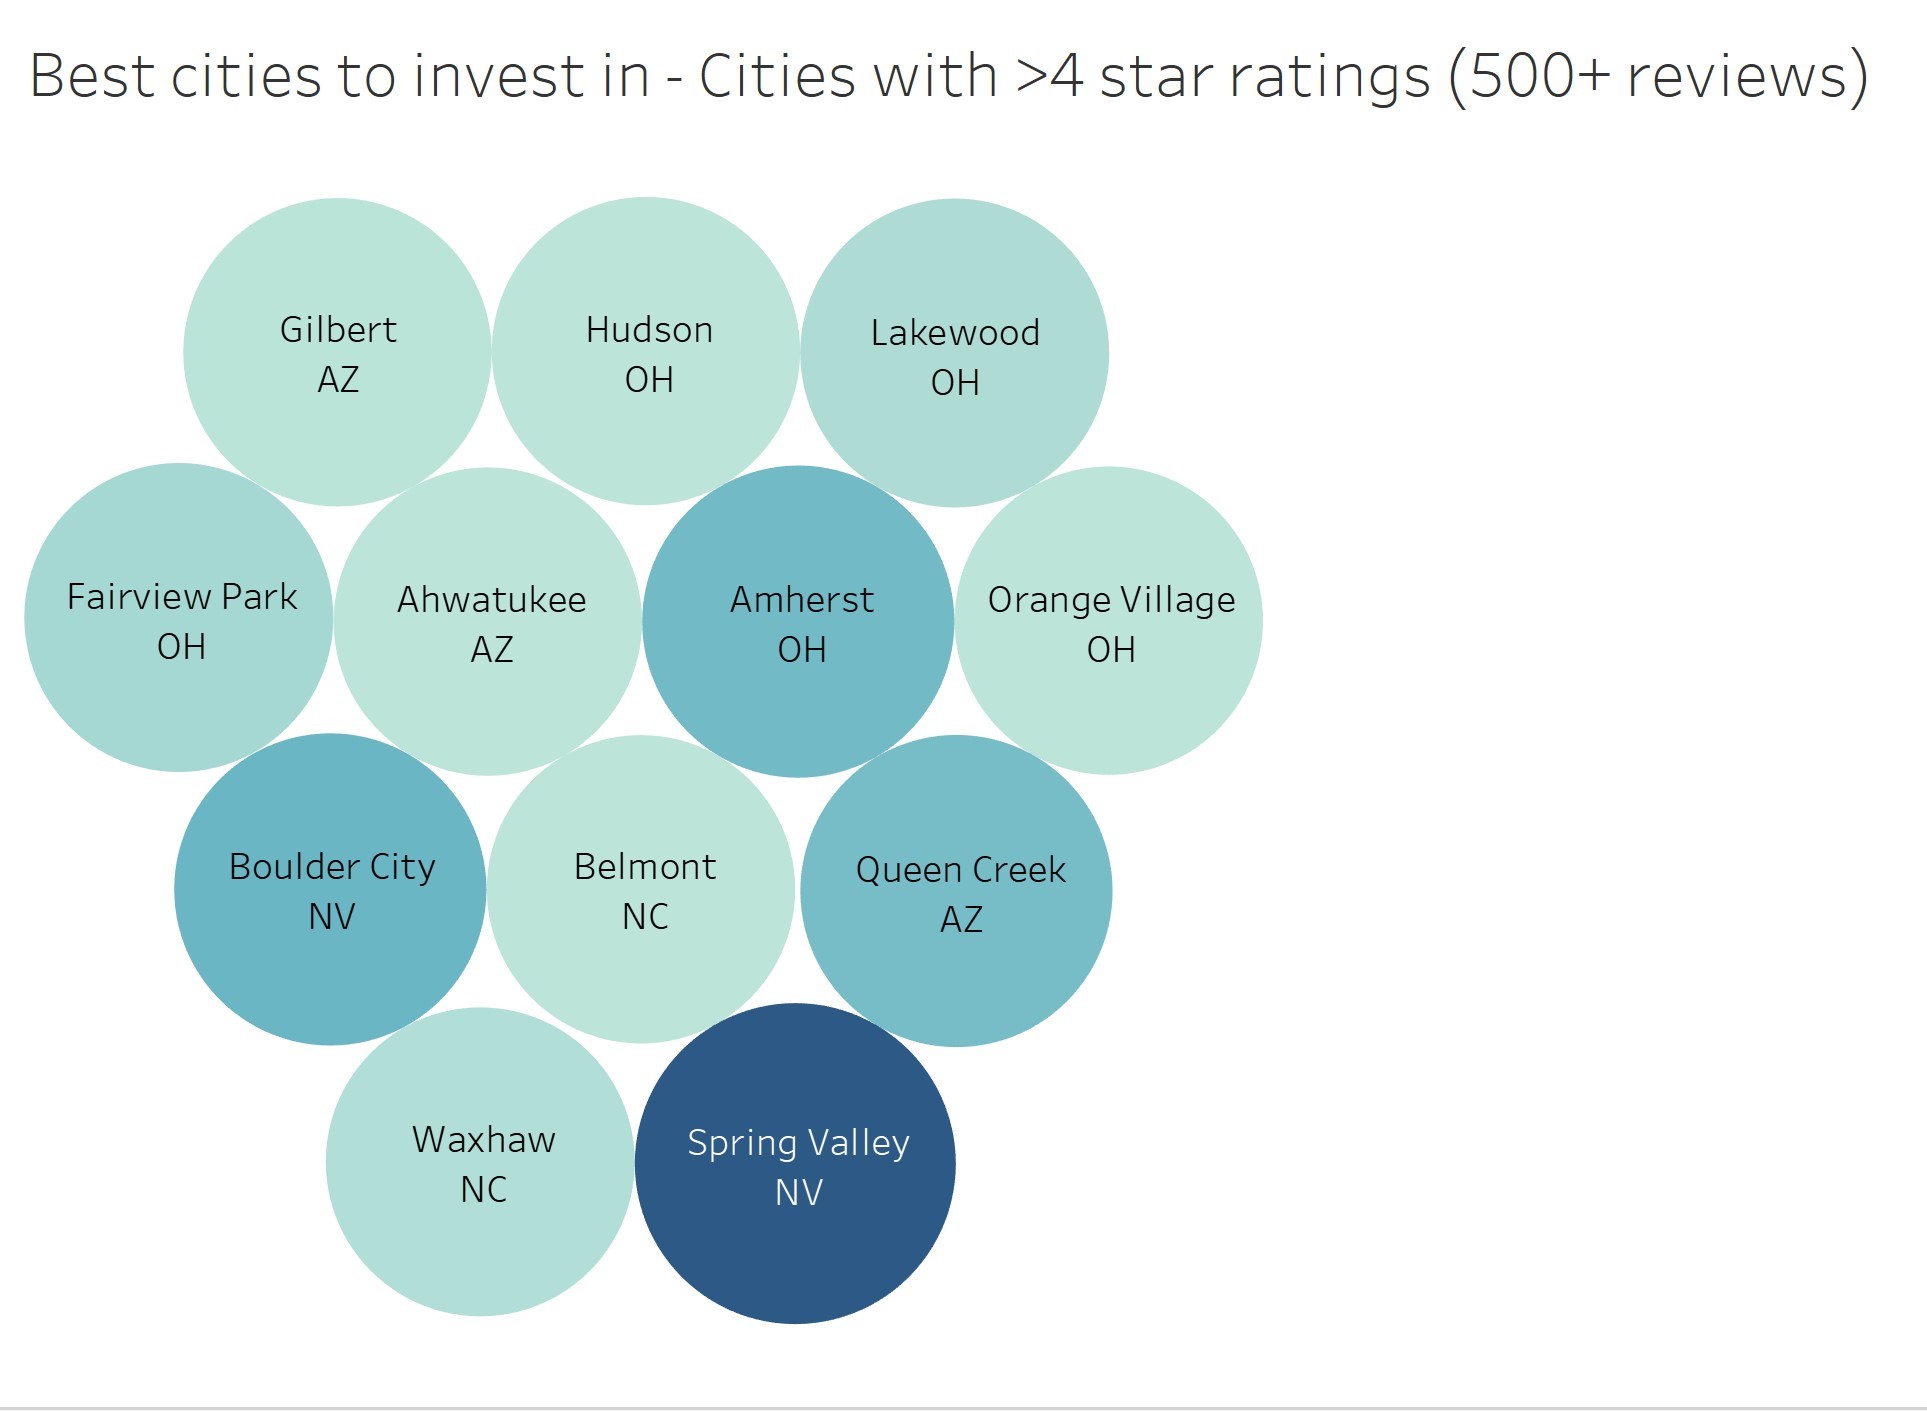 Best cities to invest in - Cities with >4 star ratings (500+ reviews)
Gilbert
AZ
Hudson
OH
Lakewood
OH
Fairview Park
OH
Ahwatukee
AZ
Amherst
OH
Orange Village
OH
Boulder City
NV
Belmont
NC
Queen Creek
AZ
Waxhaw
NC
Spring Valley
NV